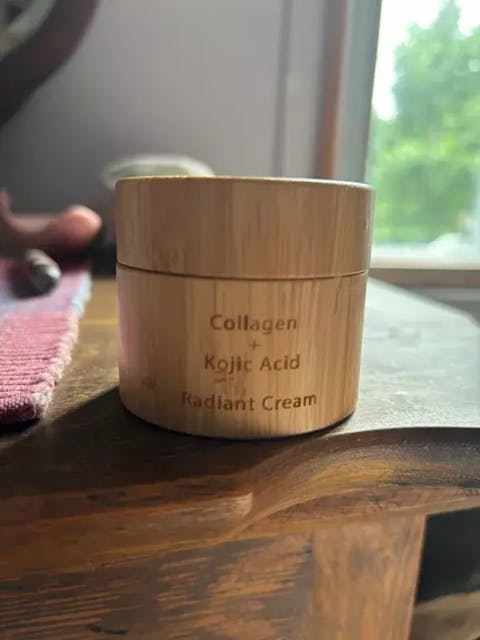 Collagen
+
Kojic Acid
Radiant Cream